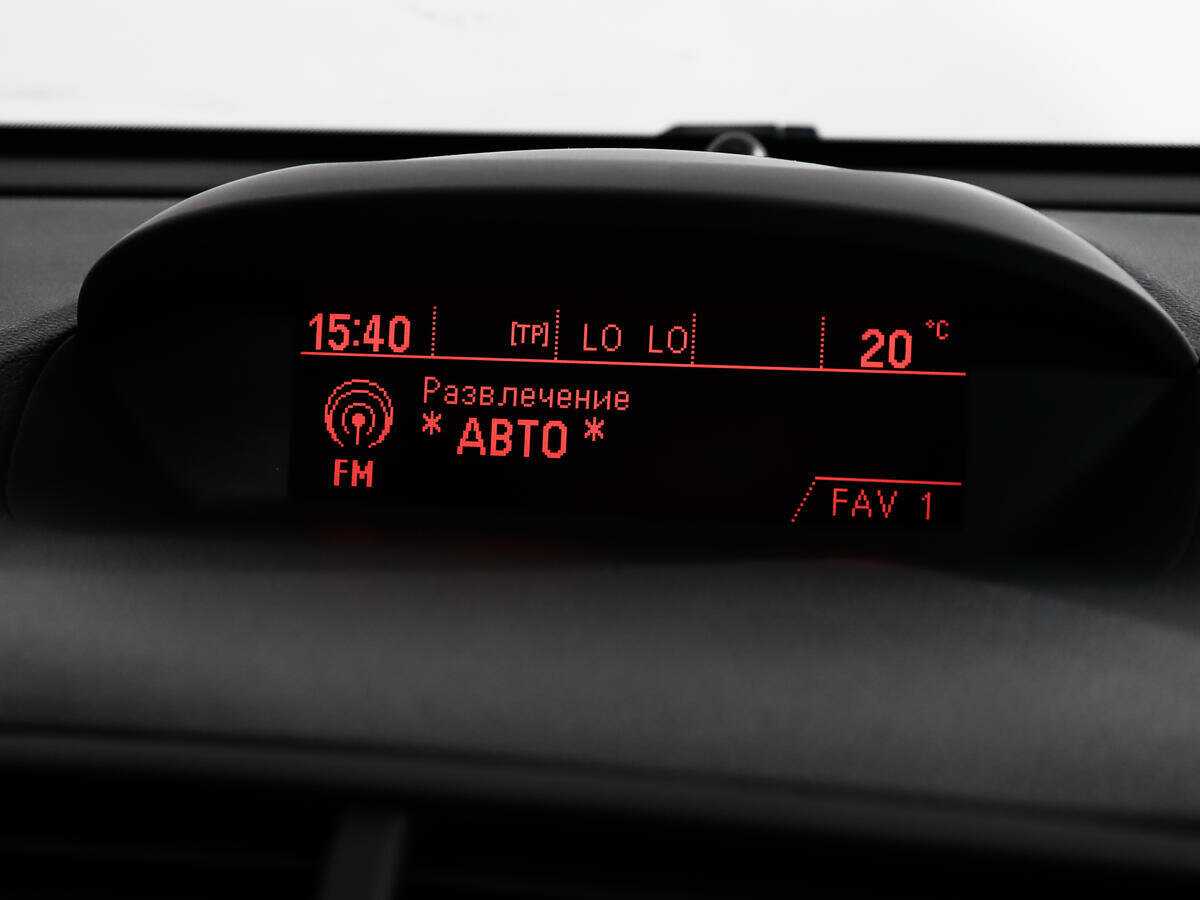 15:40 [TP] LO LO 20 °C
Развлечение
* АВТО *
FM
FAV 1